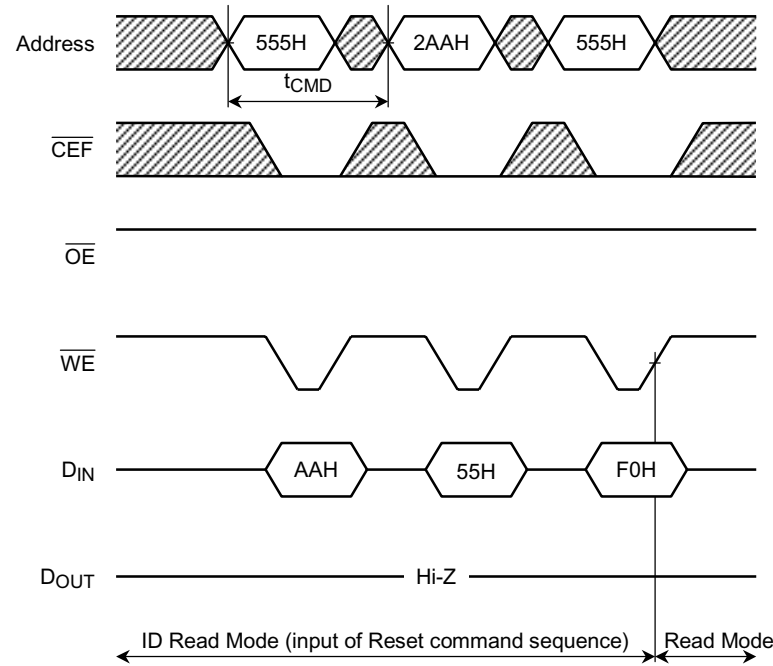 Address 555H 2AAH 555H
tCMD
CEF
OE
WE
DIN AAH 55H F0H
DOUT Hi-Z
ID Read Mode (input of Reset command sequence) Read Mode